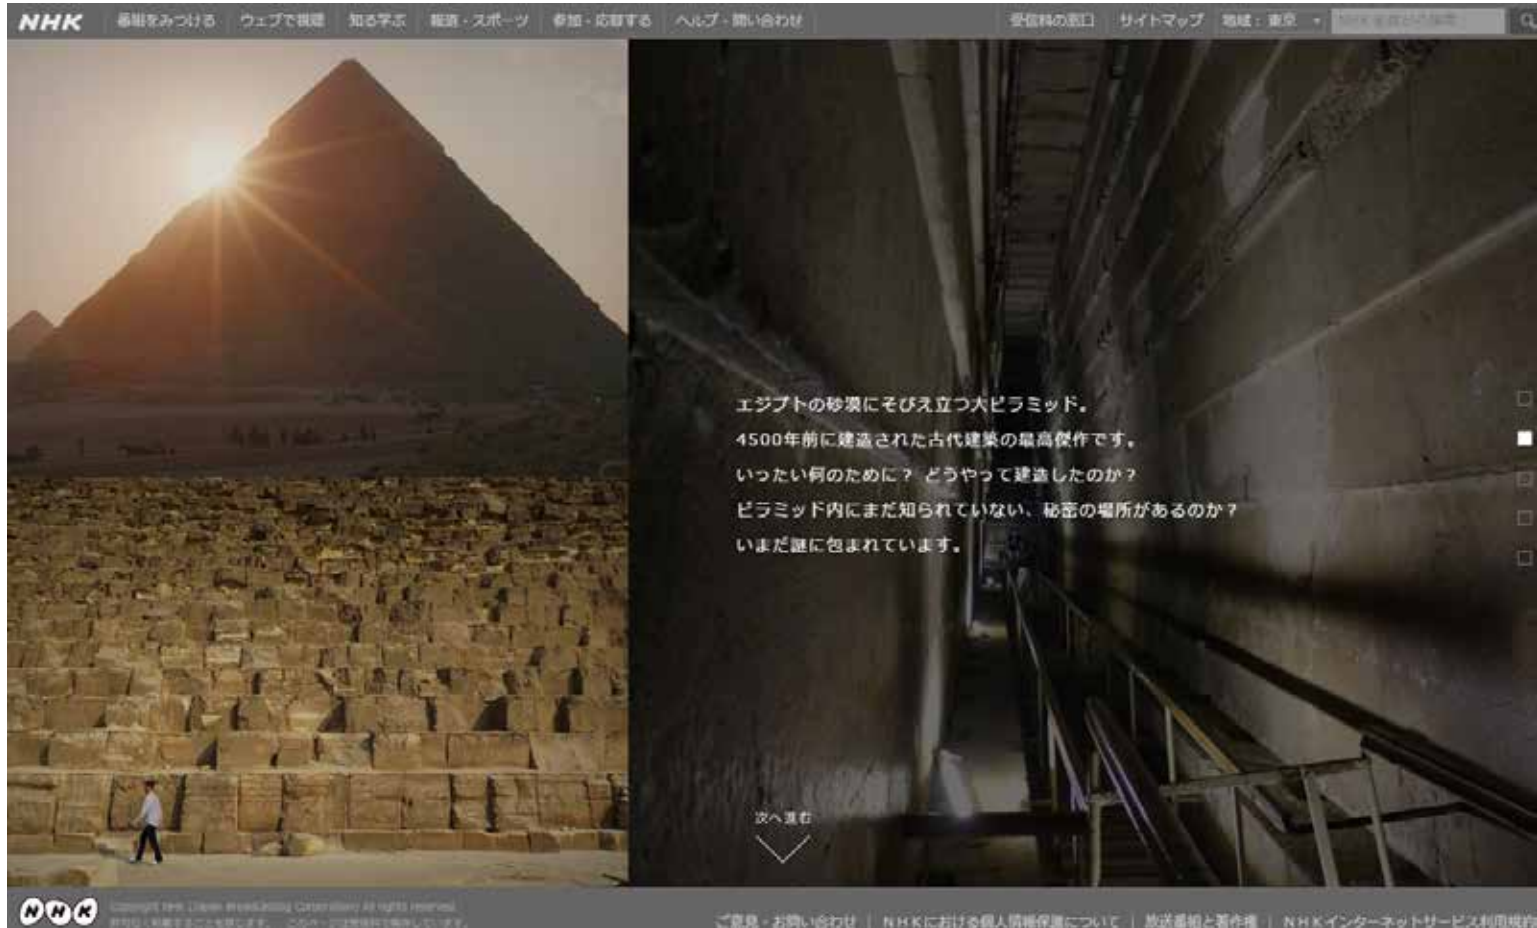 NHK 番組をみつける ウェブで視聴 知る学ぶ 報道・スポーツ 参加・応募する ヘルプ・問い合わせ 受信料の窓口 サイトマップ 地域：東京
エジプトの砂漠にそびえ立つ大ピラミッド。
4500年前に建造された古代建築の最高傑作です。
いったい何のために？ どうやって建造したのか？
ピラミッド内にまだ知られていない、秘密の場所があるのか？
いまだ謎に包まれています。
次へ進む
NHK Copyright NHK (Japan Broadcasting Corporation) All rights reserved.
ご意見・お問い合わせ | NHKにおける個人情報保護について | 放送番組と著作権 | NHKインターネットサービス利用規約